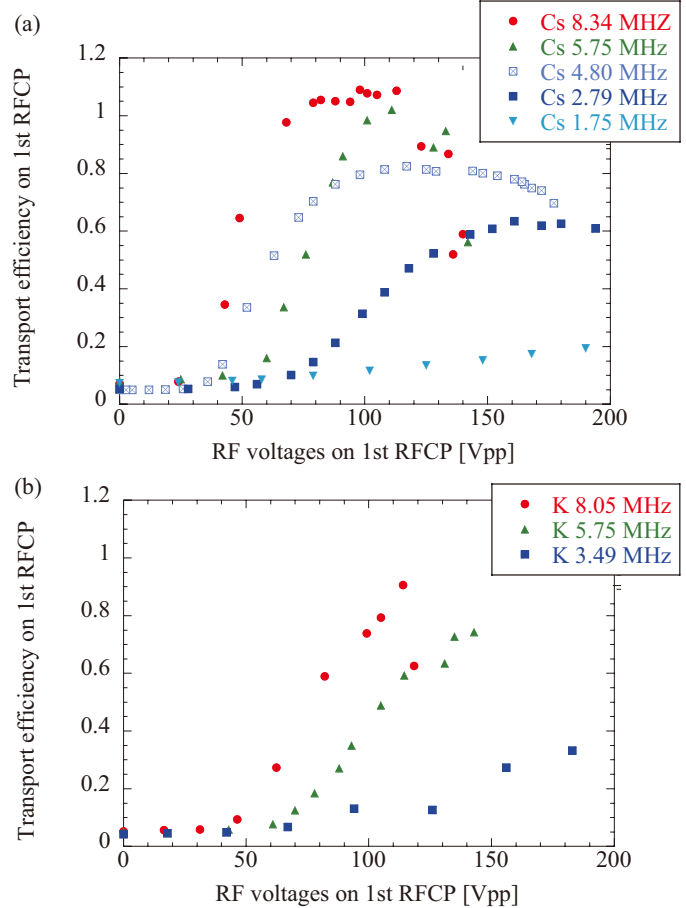 (a)
Cs 8.34 MHZ
Cs 5.75 MHz
Cs 4.80 MHz
Cs 2.79 MHz
Cs 1.75 MHz
Transport efficiency on 1st RFCP
1.2
1
0.8
0.6
0.4
0.2
0
0 50 100 150 200
RF voltages on 1st RFCP [Vpp]
(b)
K 8.05 MHz
K 5.75 MHz
K 3.49 MHz
Transport efficiency on 1st RFCP
1.2
1
0.8
0.6
0.4
0.2
0
0 50 100 150 200
RF voltages on 1st RFCP [Vpp]